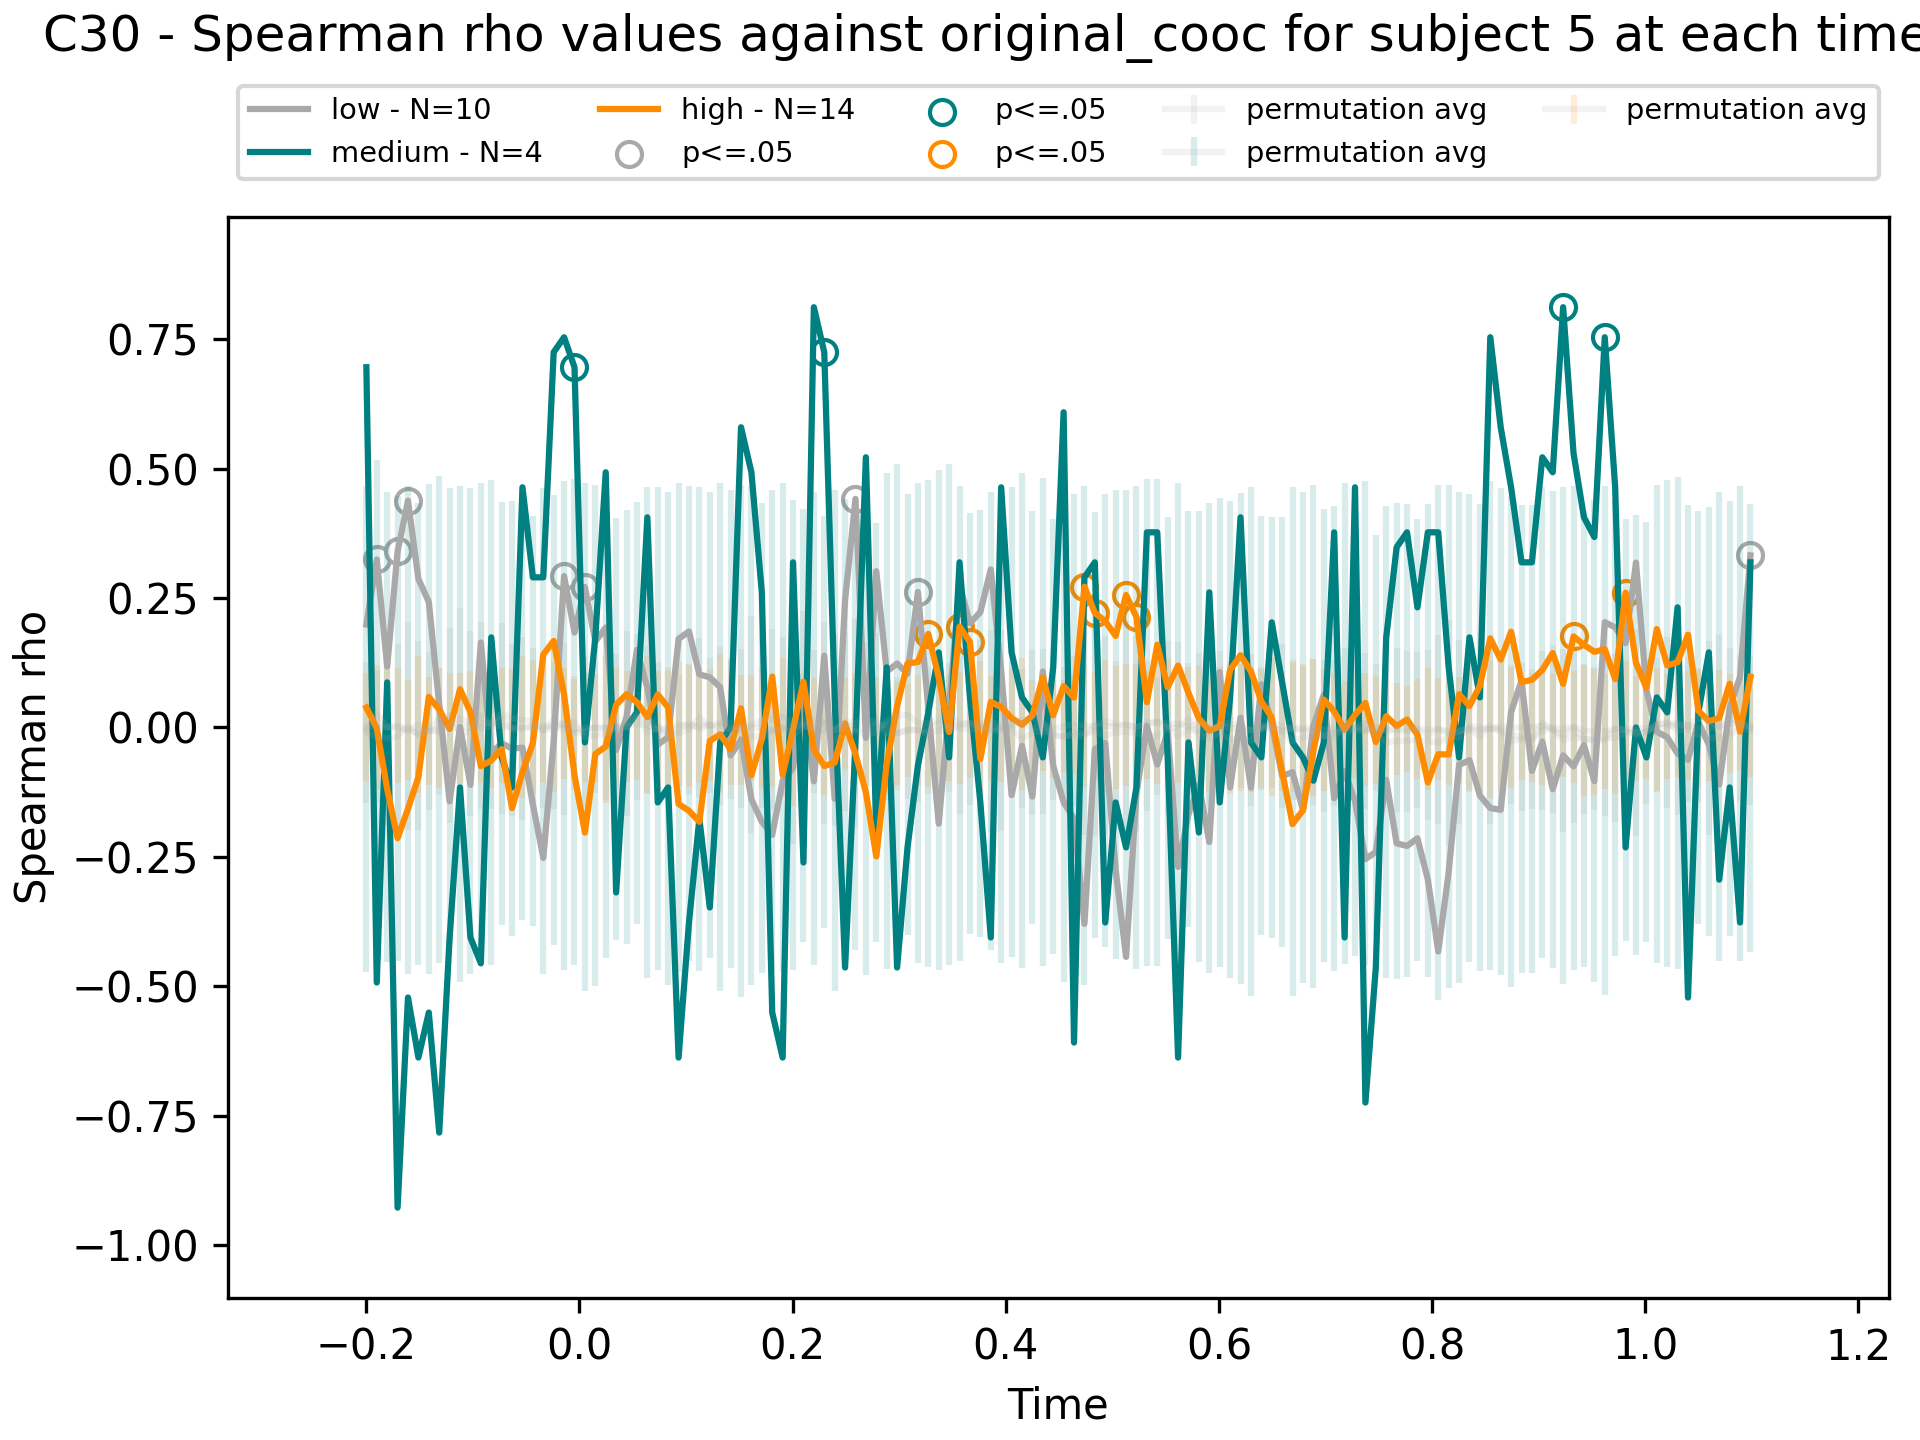 C30 - Spearman rho values against original_cooc for subject 5 at each time
low - N=10
medium - N=4
high - N=14
p<=.05
p<=.05
p<=.05
permutation avg
permutation avg
permutation avg
Spearman rho
0.75
0.50
0.25
0.00
−0.25
−0.50
−0.75
−1.00
−0.2
0.0
0.2
0.4
0.6
0.8
1.0
1.2
Time